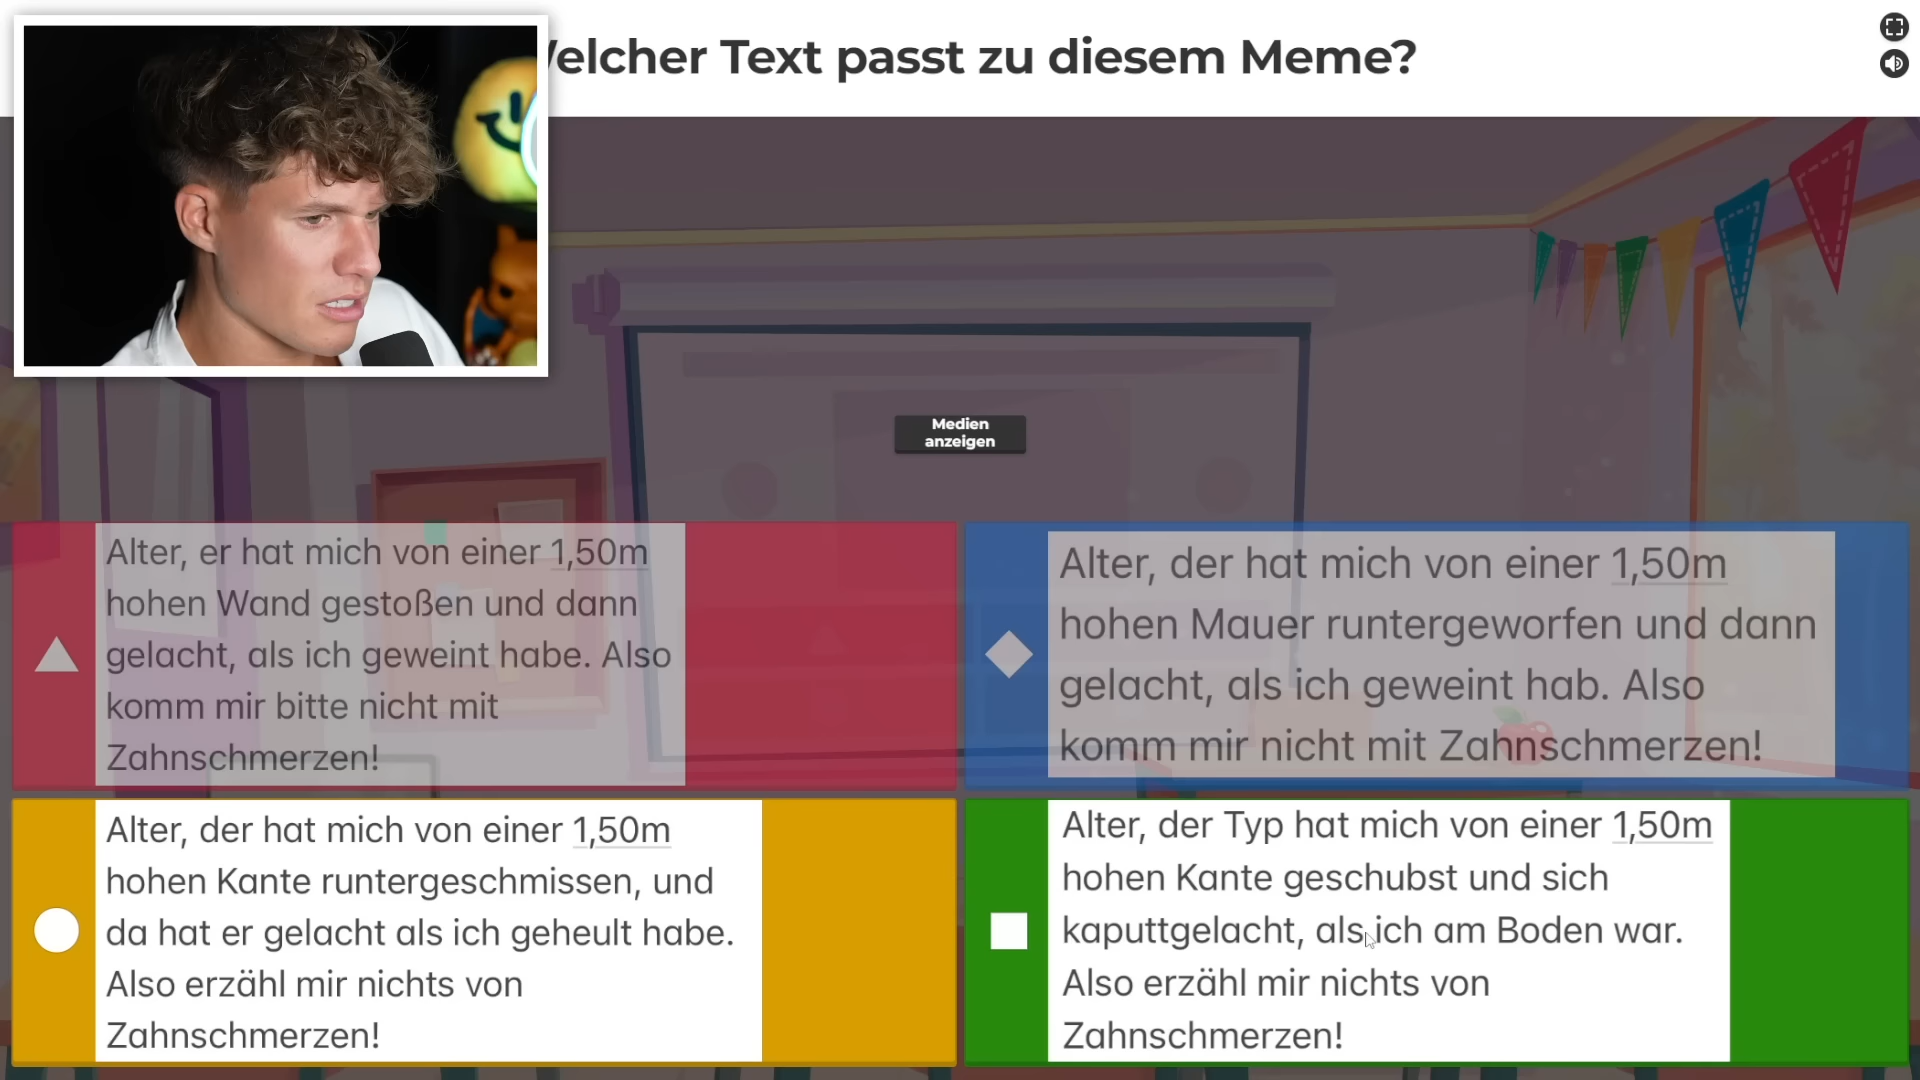 elcher Text passt zu diesem Meme?
Medien
anzeigen
Alter, er hat mich von einer 1,50m
hohen Wand gestoßen und dann
gelacht, als ich geweint habe. Also
komm mir bitte nicht mit
Zahnschmerzen!
Alter, der hat mich von einer 1,50m
hohen Mauer runtergeworfen und dann
gelacht, als ich geweint hab. Also
komm mir nicht mit Zahnschmerzen!
Alter, der hat mich von einer 1,50m
hohen Kante runtergeschmissen, und
da hat er gelacht als ich geheult habe.
Also erzähl mir nichts von
Zahnschmerzen!
Alter, der Typ hat mich von einer 1,50m
hohen Kante geschubst und sich
kaputtgelacht, als ich am Boden war.
Also erzähl mir nichts von
Zahnschmerzen!